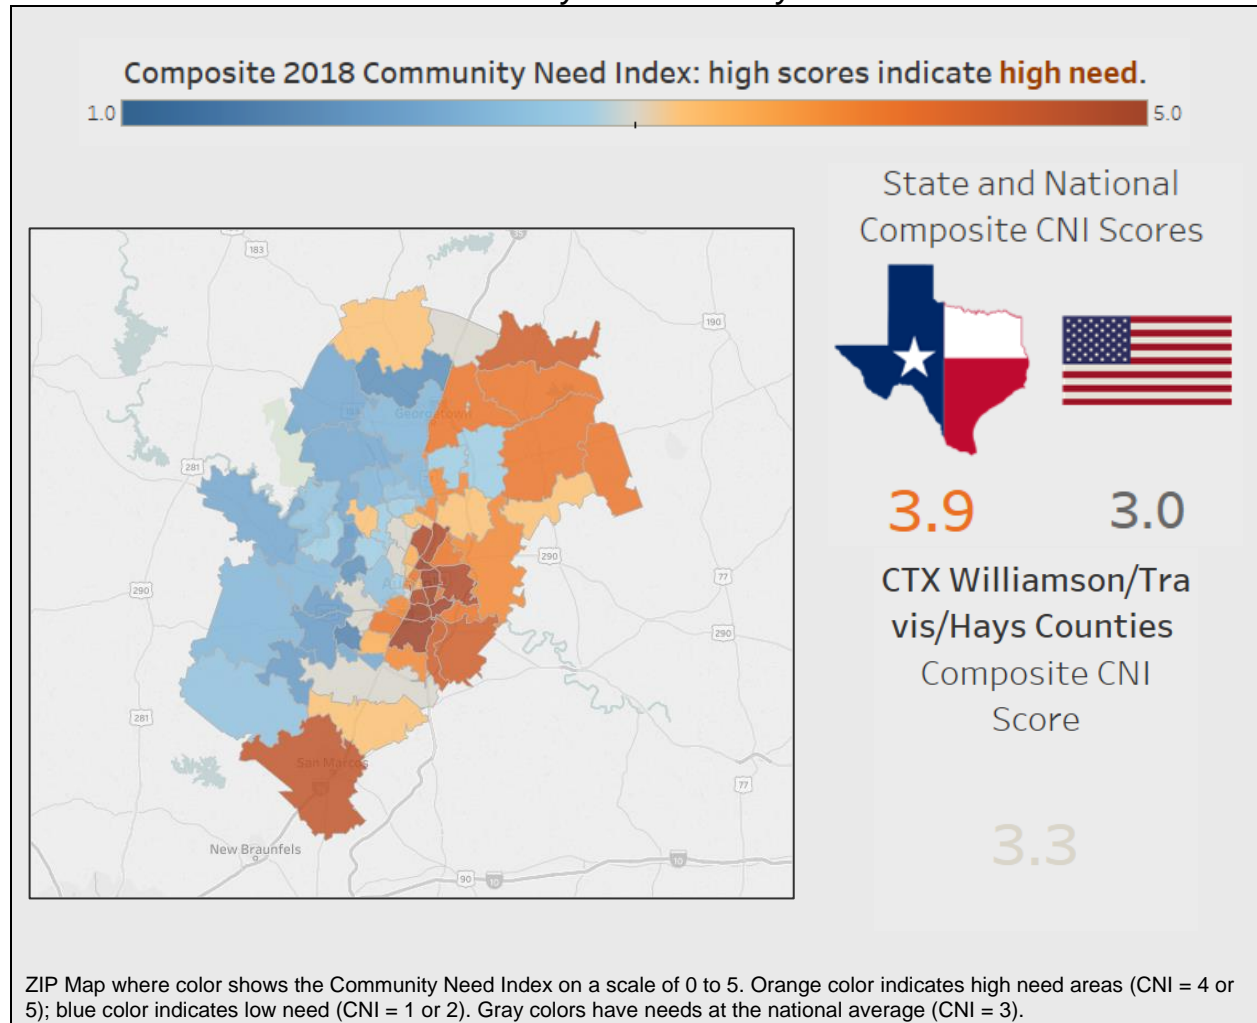 Composite 2018 Community Need Index: high scores indicate high need.
1.0
5.0
State and National
Composite CNI Scores
3.9
3.0
CTX Williamson/Tra
vis/Hays Counties
Composite CNI
Score
3.3
183
35
190
281
Georgetown
290
290
77
290
281
San Marcos
77
New Braunfels
10
90
10
ZIP Map where color shows the Community Need Index on a scale of 0 to 5. Orange color indicates high need areas (CNI = 4 or
5); blue color indicates low need (CNI = 1 or 2). Gray colors have needs at the national average (CNI = 3).